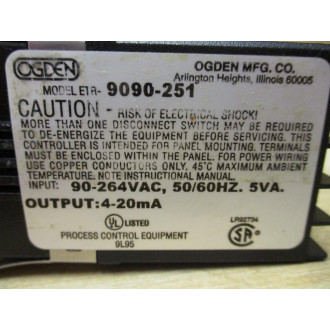 OGDEN
OGDEN MFG. CO.
Arlington Heights, Illinois 60005
MODEL ETR- 9090-251
CAUTION - RISK OF ELECTRICAL SHOCK!
MORE THAN ONE DISCONNECT SWITCH MAY BE REQUIRED
TO DE-ENERGIZE THE EQUIPMENT BEFORE SERVICING. THIS
CONTROLLER IS INTENDED FOR PANEL MOUNTING. TERMINALS
MUST BE ENCLOSED WITHIN THE PANEL. FOR POWER WIRING
USE COPPER CONDUCTORS ONLY. 45°C MAXIMUM AMBIENT
TEMPERATURE. NOTE INSTRUCTIONAL MANUAL.
INPUT: 90-264VAC, 50/60HZ. 5VA.
OUTPUT: 4-20mA
UL LISTED
PROCESS CONTROL EQUIPMENT
9L95
LR92734
SA